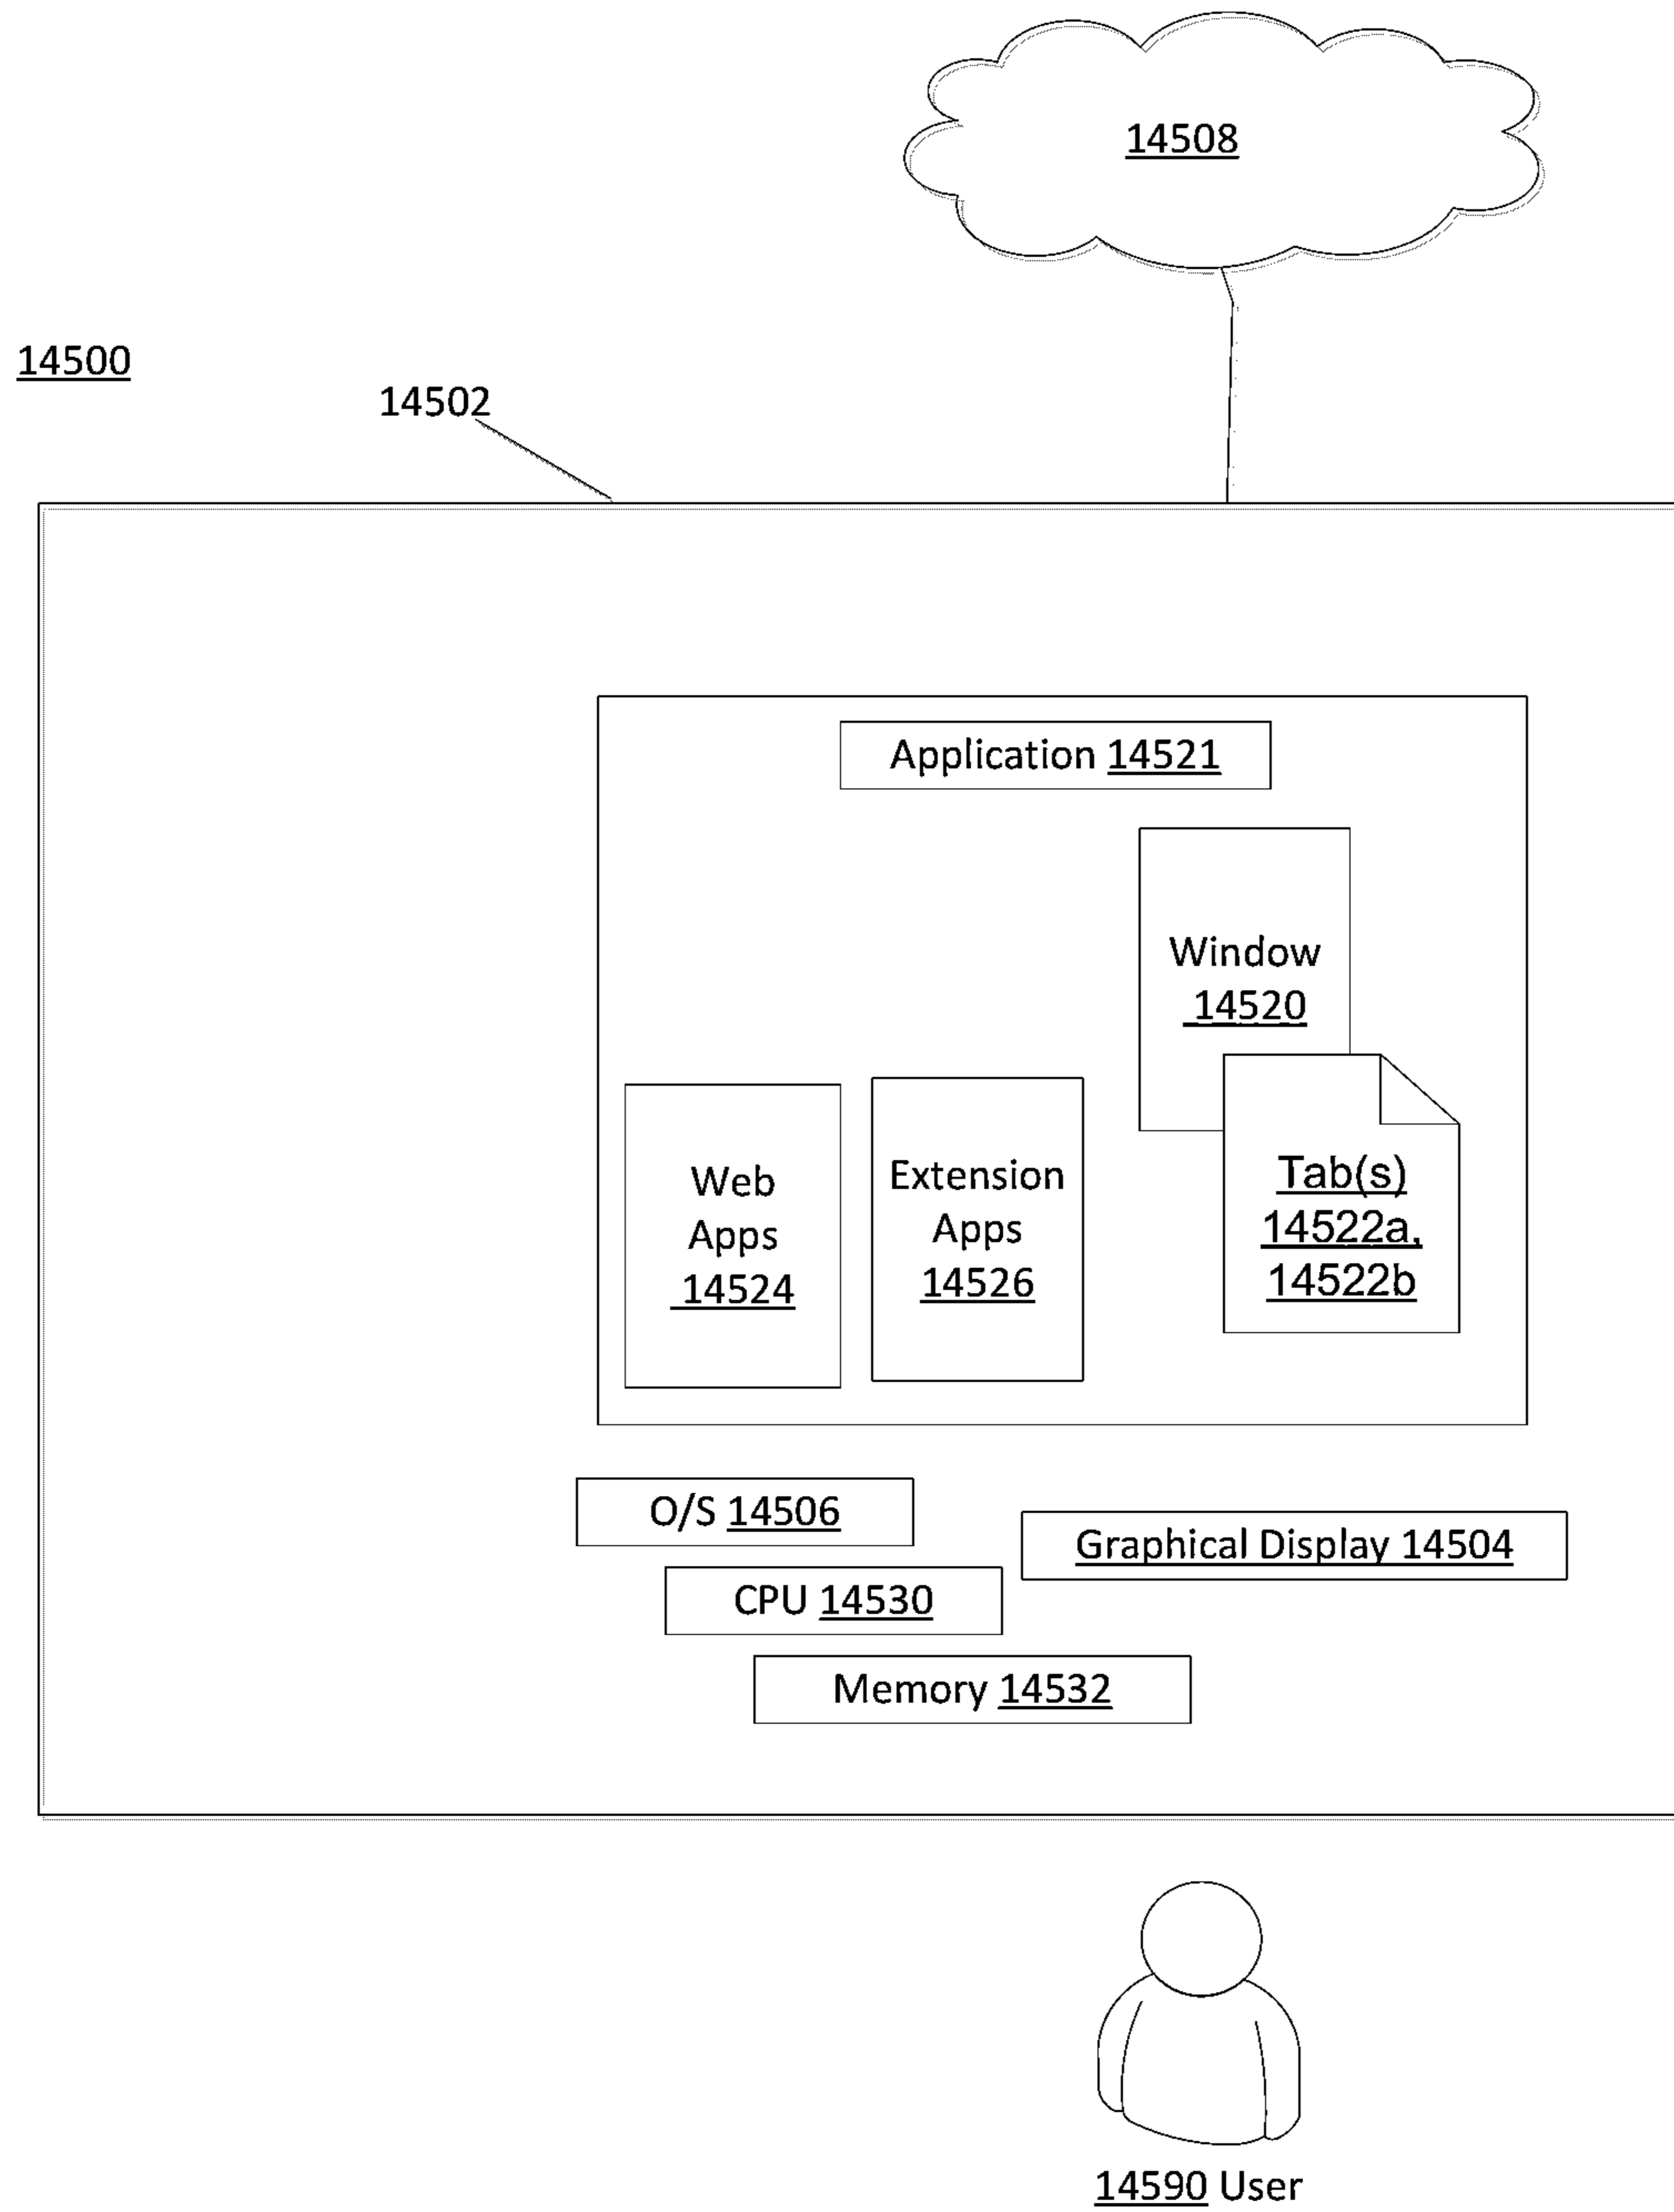 14508
14500
14502
Application 14521
Window
14520
Web
Apps
14524
Extension
Apps
14526
Tab(s)
14522a,
14522b
O/S 14506
Graphical Display 14504
CPU 14530
Memory 14532
14590 User